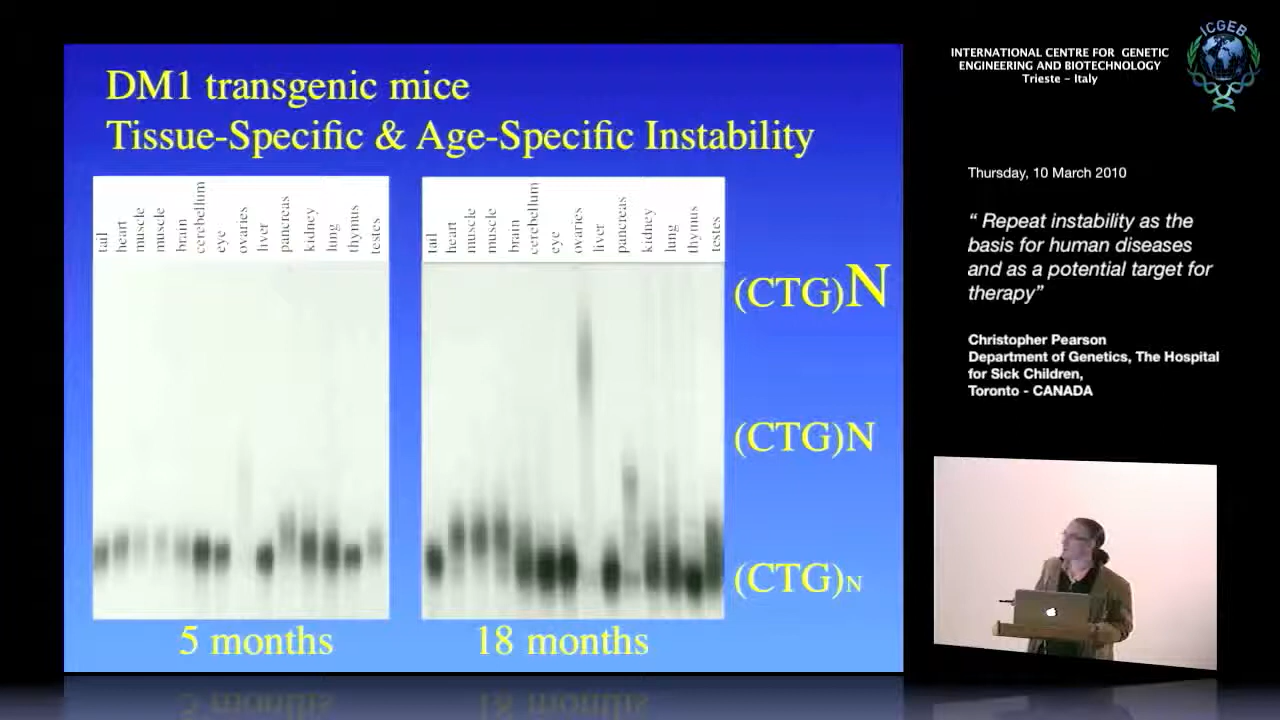 DM1 transgenic mice
Tissue-Specific & Age-Specific Instability
tail
heart
muscle
muscle
brain
cerebellum
eye
ovaries
liver
pancreas
kidney
lung
thymus
testes
tail
heart
muscle
muscle
brain
cerebellum
eye
ovaries
liver
pancreas
kidney
lung
thymus
testes
(CTG)N
(CTG)N
(CTG)N
5 months
18 months
INTERNATIONAL CENTRE FOR GENETIC
ENGINEERING AND BIOTECHNOLOGY
Trieste - Italy
ICGEB
Thursday, 10 March 2010
“ Repeat instability as the
basis for human diseases
and as a potential target for
therapy”
Christopher Pearson
Department of Genetics, The Hospital
for Sick Children,
Toronto - CANADA